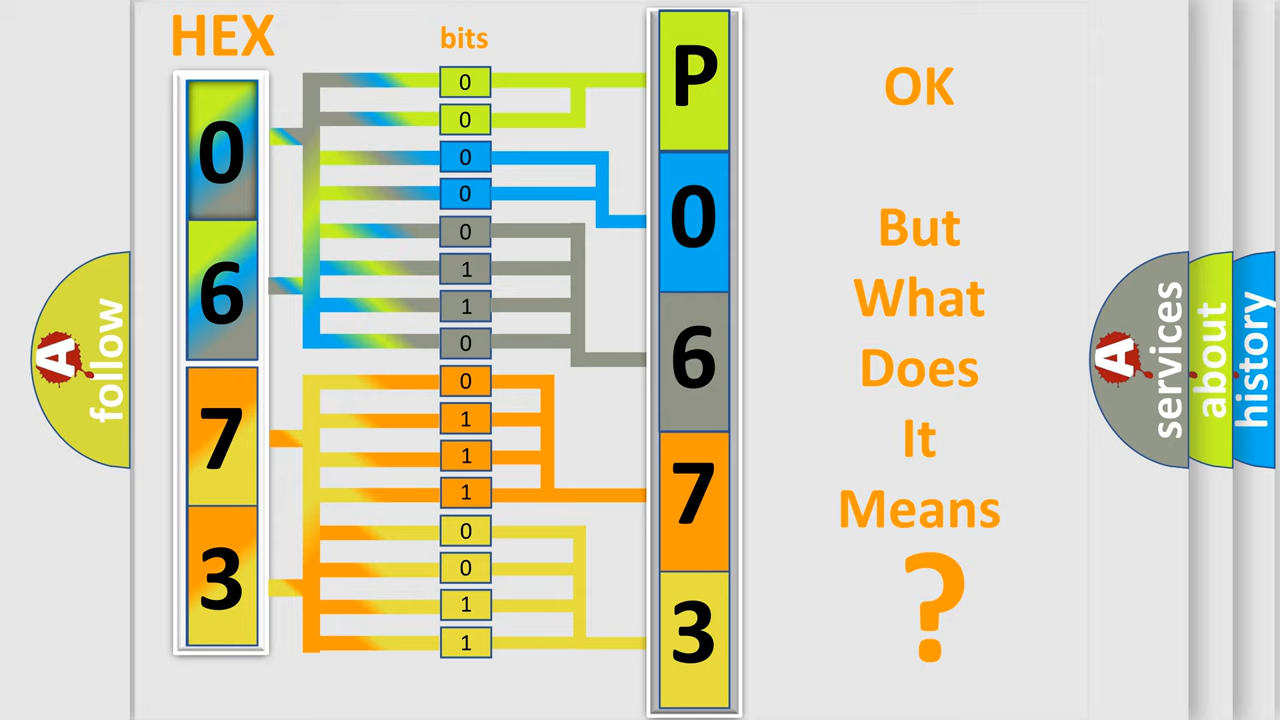 HEX
bits
0
6
7
3
0
0
0
0
0
1
1
0
0
1
1
1
0
0
1
1
P
0
6
7
3
OK
But
What
Does
It
Means
?
A
follow
A
services
about
history